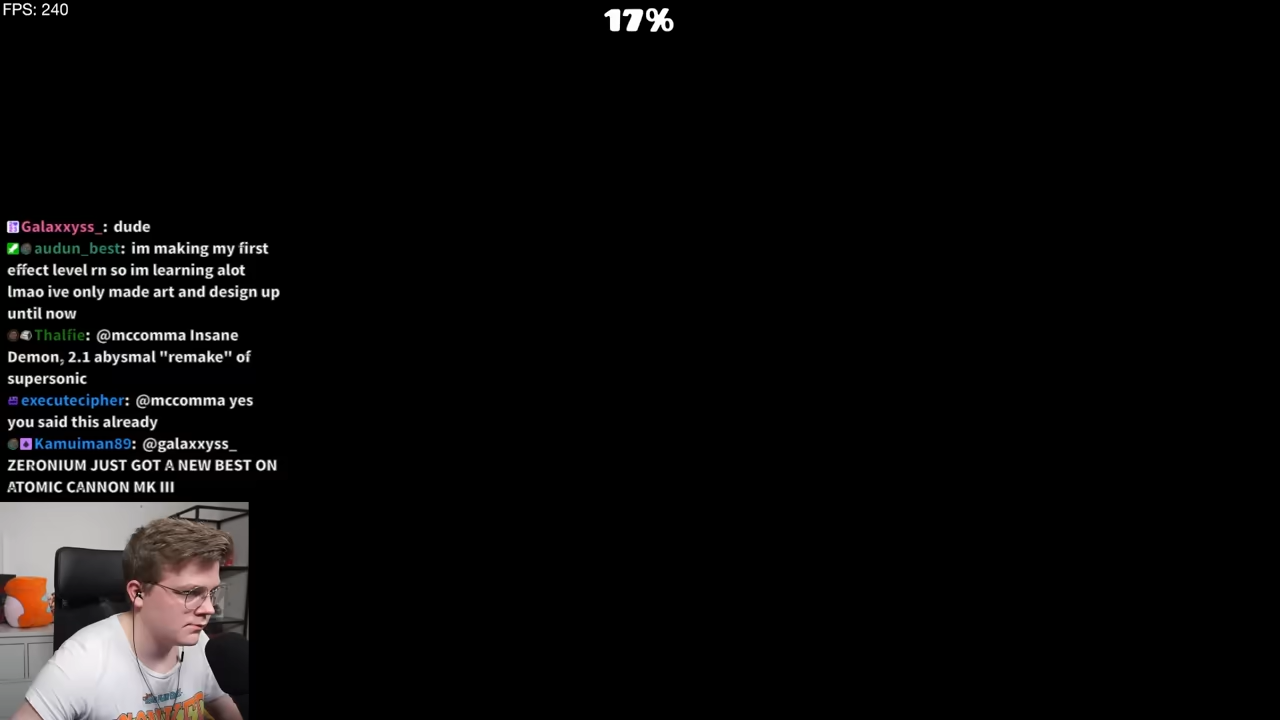 FPS: 240
17%
Galaxxyss_: dude
audun_best: im making my first
effect level rn so im learning alot
lmao ive only made art and design up
until now
Thalfie: @mccomma Insane
Demon, 2.1 abysmal "remake" of
supersonic
executecipher: @mccomma yes
you said this already
Kamuiman89: @galaxxyss_
ZERONIUM JUST GOT A NEW BEST ON
ATOMIC CANNON MK III